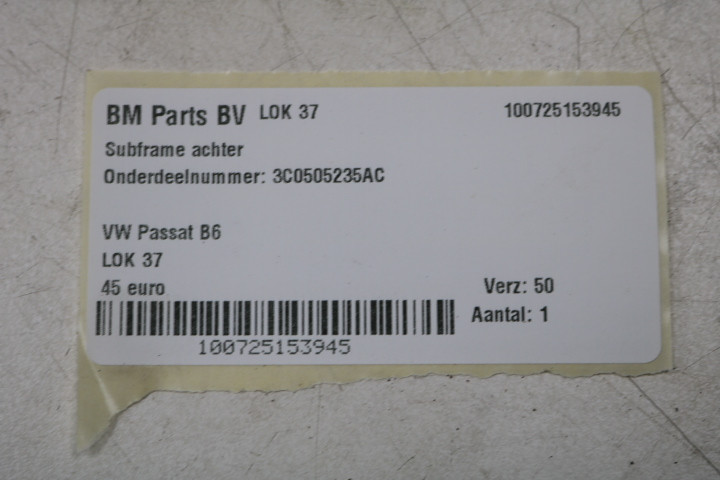 BM Parts BV LOK 37 100725153945
Subframe achter
Onderdeelnummer: 3C0505235AC
VW Passat B6
LOK 37
45 euro Verz: 50
Aantal: 1
100725153945